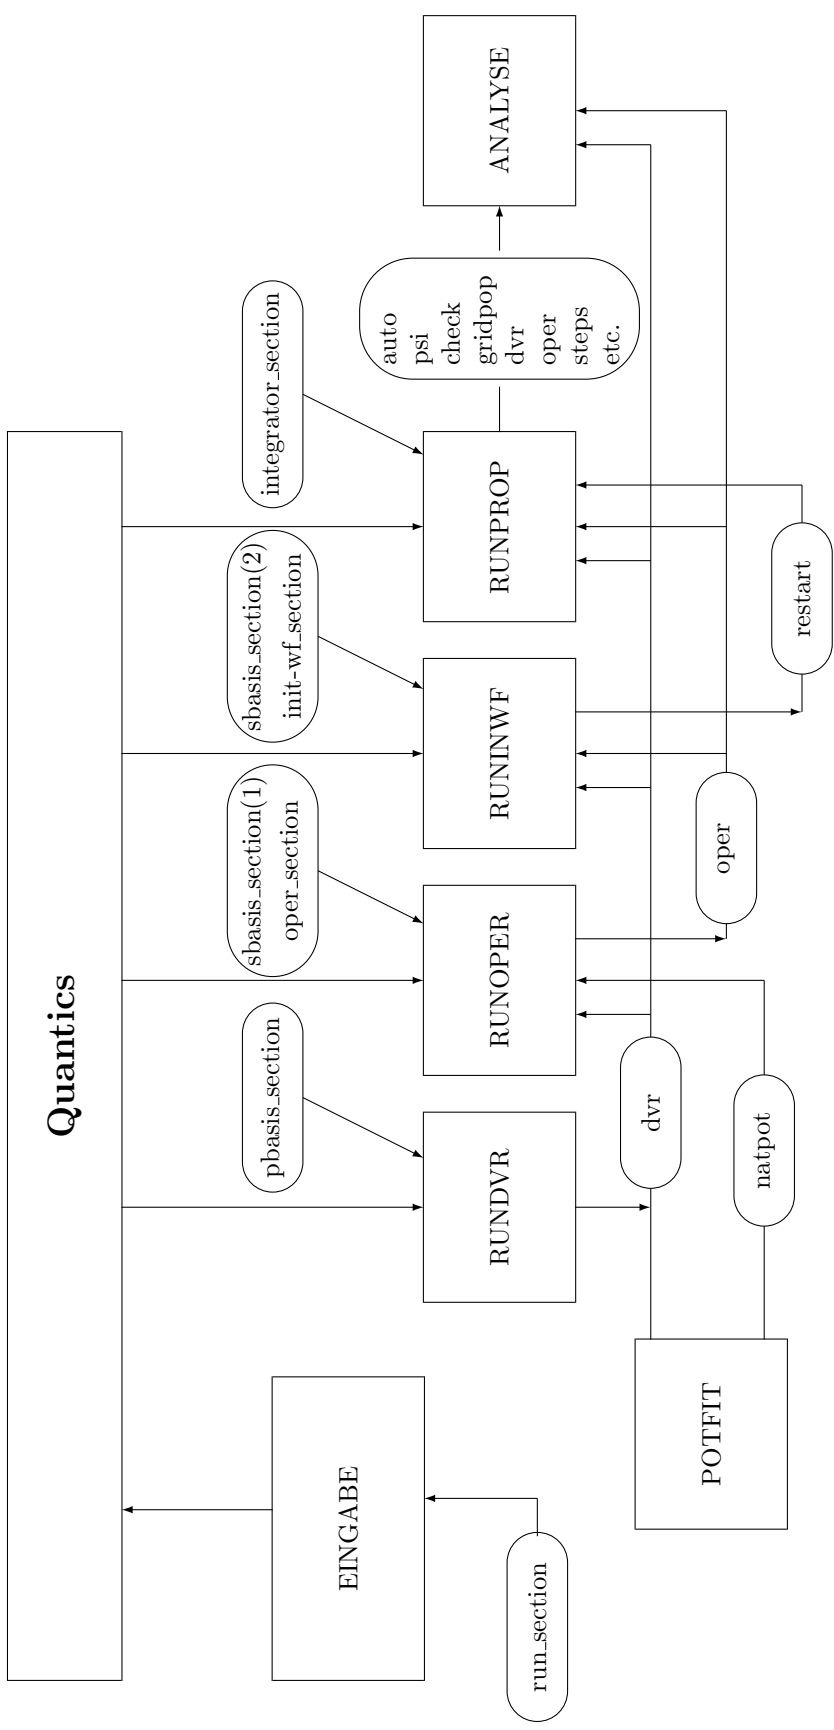 Quantics
EINGABE
run_section
pbasis_section
sbasis_section(1)
oper_section
sbasis_section(2)
init-wf_section
integrator_section
RUNDVR
RUNOPER
RUNINWF
RUNPROP
auto
psi
check
gridpop
dvr
oper
steps
etc.
ANALYSE
POTFIT
dvr
natpot
oper
restart